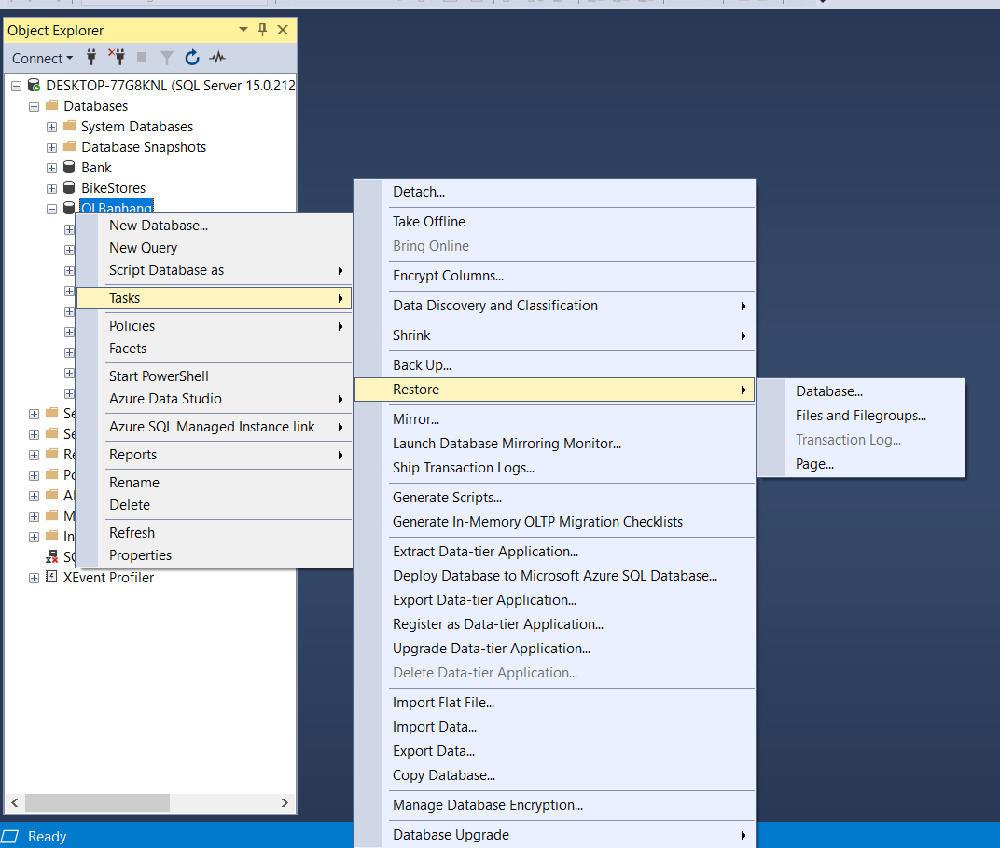 Object Explorer
Connect
DESKTOP-77G8KNL (SQL Server 15.0.212
Databases
System Databases
Database Snapshots
Bank
BikeStores
QLBanhang
New Database...
New Query
Script Database as
Tasks
Policies
Facets
Start PowerShell
Azure Data Studio
Azure SQL Managed Instance link
Reports
Rename
Delete
Refresh
Properties
Se
Se
Re
Po
Al
M
In
SQ
XEvent Profiler
Detach...
Take Offline
Bring Online
Encrypt Columns...
Data Discovery and Classification
Shrink
Back Up...
Restore
Mirror...
Launch Database Mirroring Monitor...
Ship Transaction Logs...
Generate Scripts...
Generate In-Memory OLTP Migration Checklists
Extract Data-tier Application...
Deploy Database to Microsoft Azure SQL Database...
Export Data-tier Application...
Register as Data-tier Application...
Upgrade Data-tier Application...
Delete Data-tier Application...
Import Flat File...
Import Data...
Export Data...
Copy Database...
Manage Database Encryption...
Database Upgrade
Database...
Files and Filegroups...
Transaction Log...
Page...
Ready